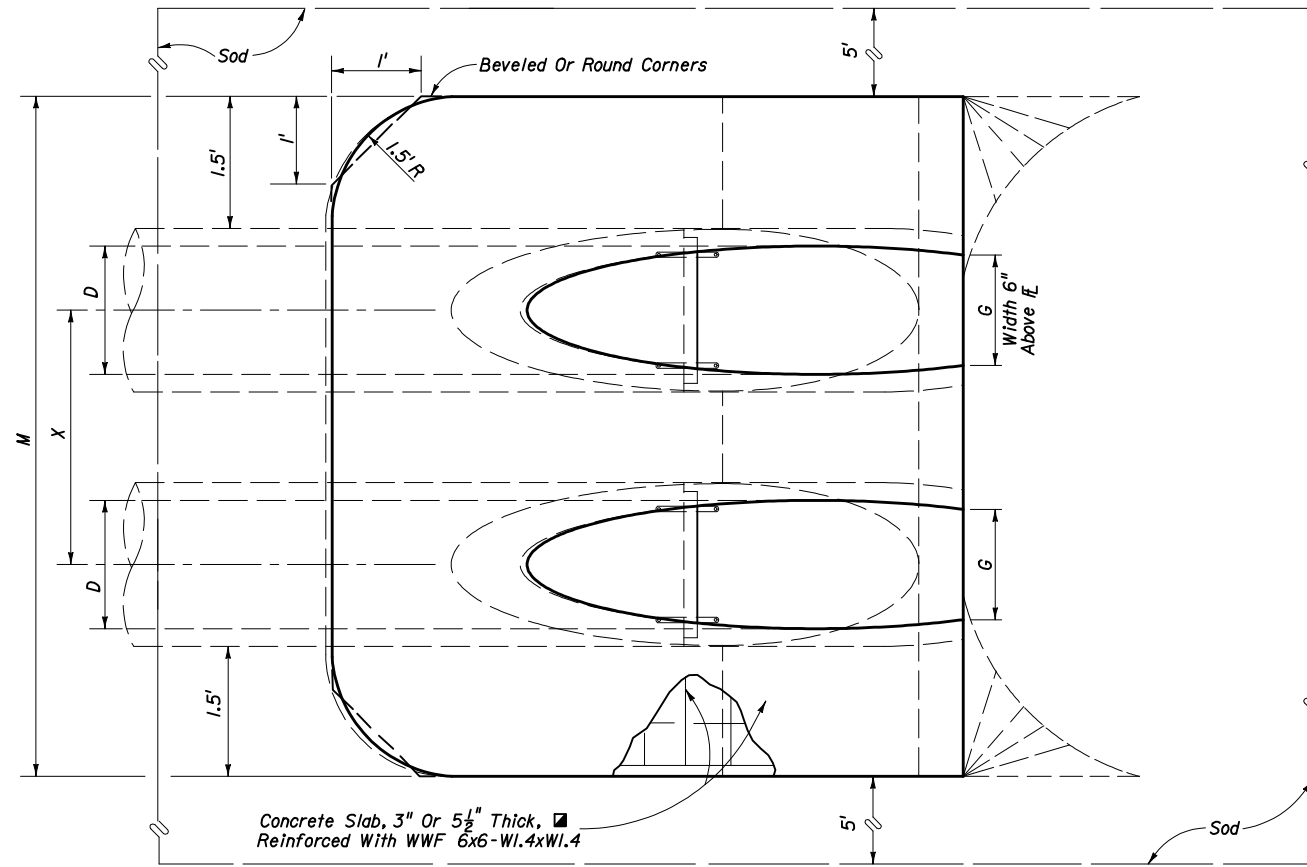 Sod
5'
1'
Beveled Or Round Corners
1'
1.5'
1.5' R
D
G
Width 6"
Above ℄
M
X
D
G
1.5'
Concrete Slab, 3" Or 5½" Thick, ◪
Reinforced With WWF 6x6-W1.4xW1.4
5'
Sod